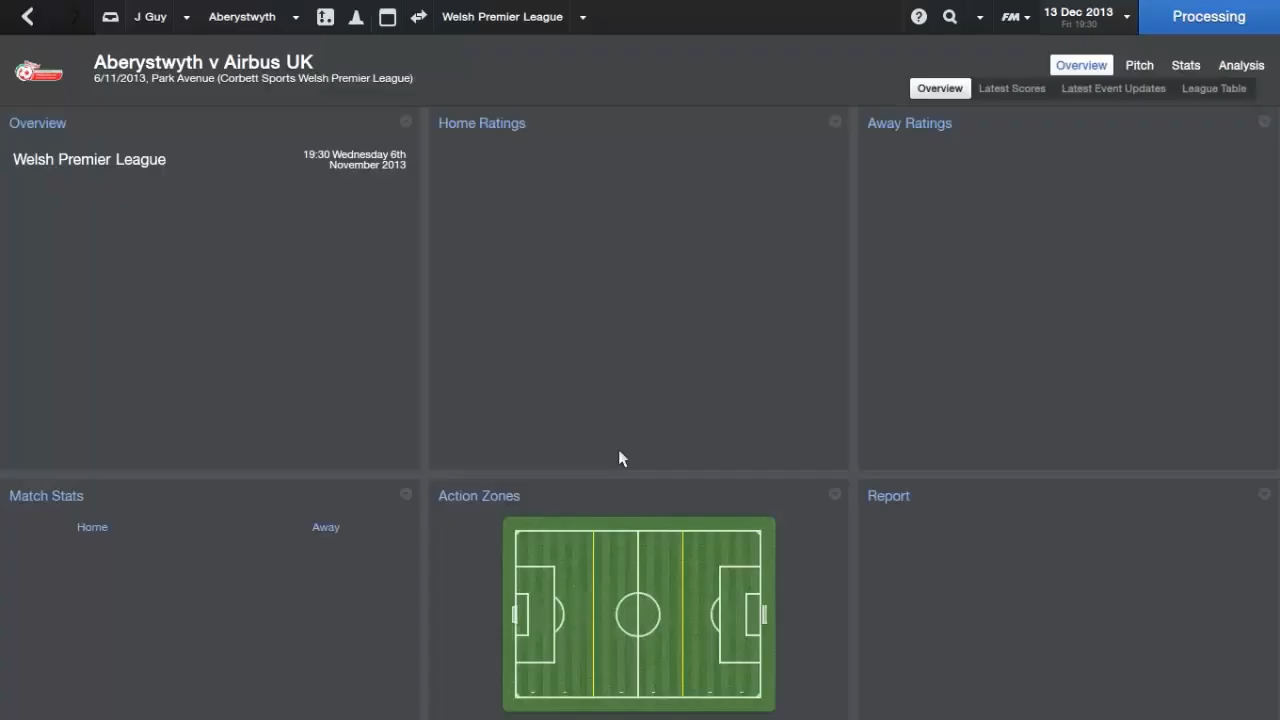 J Guy
Aberystwyth
Welsh Premier League
FM
13 Dec 2013
Fri 19:30
Processing
Aberystwyth v Airbus UK
6/11/2013, Park Avenue (Corbett Sports Welsh Premier League)
Overview Pitch Stats Analysis
Overview Latest Scores Latest Event Updates League Table
Overview
Welsh Premier League
19:30 Wednesday 6th
November 2013
Home Ratings
Away Ratings
Match Stats
Home Away
Action Zones
Report